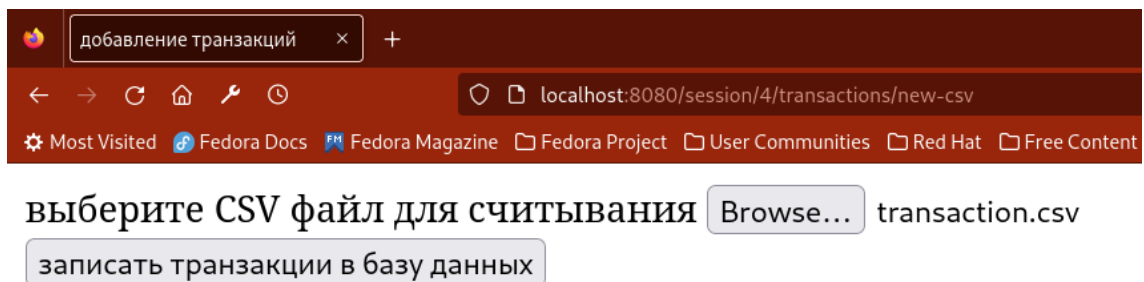 добавление транзакций × +
localhost:8080/session/4/transactions/new-csv
Most Visited Fedora Docs FM Fedora Magazine Fedora Project User Communities Red Hat Free Content
выберите CSV файл для считывания Browse... transaction.csv
записать транзакции в базу данных